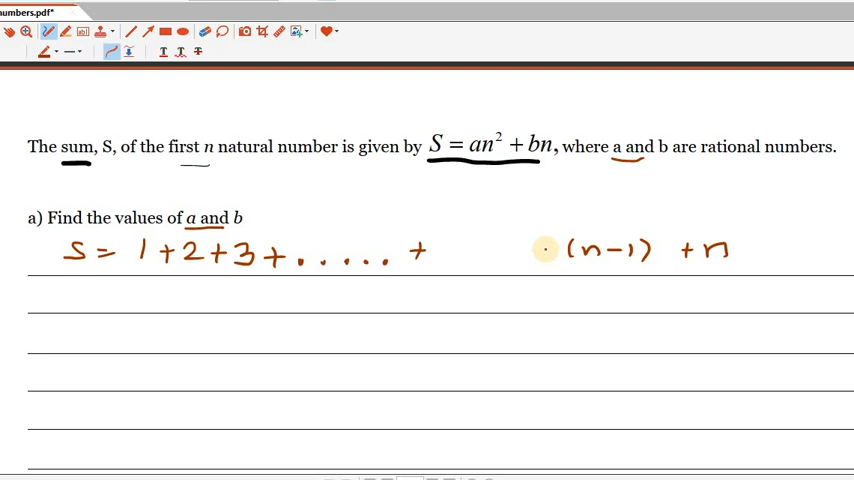 numbers.pdf*
The sum, S, of the first n natural number is given by S = an² + bn, where a and b are rational numbers.
a) Find the values of a and b
S = 1 + 2 + 3 + . . . . . + (n-1) + n